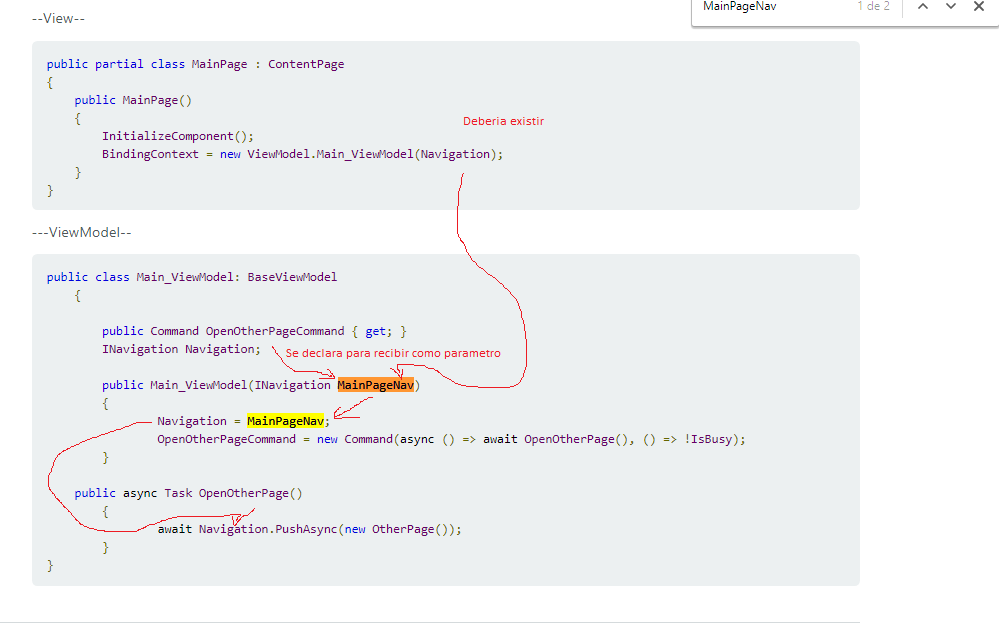 MainPageNav 1 de 2
--View--
public partial class MainPage : ContentPage
{
public MainPage()
{
Deberia existir
InitializeComponent();
BindingContext = new ViewModel.Main_ViewModel(Navigation);
}
}
---ViewModel--
public class Main_ViewModel: BaseViewModel
{
public Command OpenOtherPageCommand { get; }
INavigation Navigation;
Se declara para recibir como parametro
public Main_ViewModel(INavigation MainPageNav)
{
Navigation = MainPageNav;
OpenOtherPageCommand = new Command(async () => await OpenOtherPage(), () => !IsBusy);
}
public async Task OpenOtherPage()
{
await Navigation.PushAsync(new OtherPage());
}
}